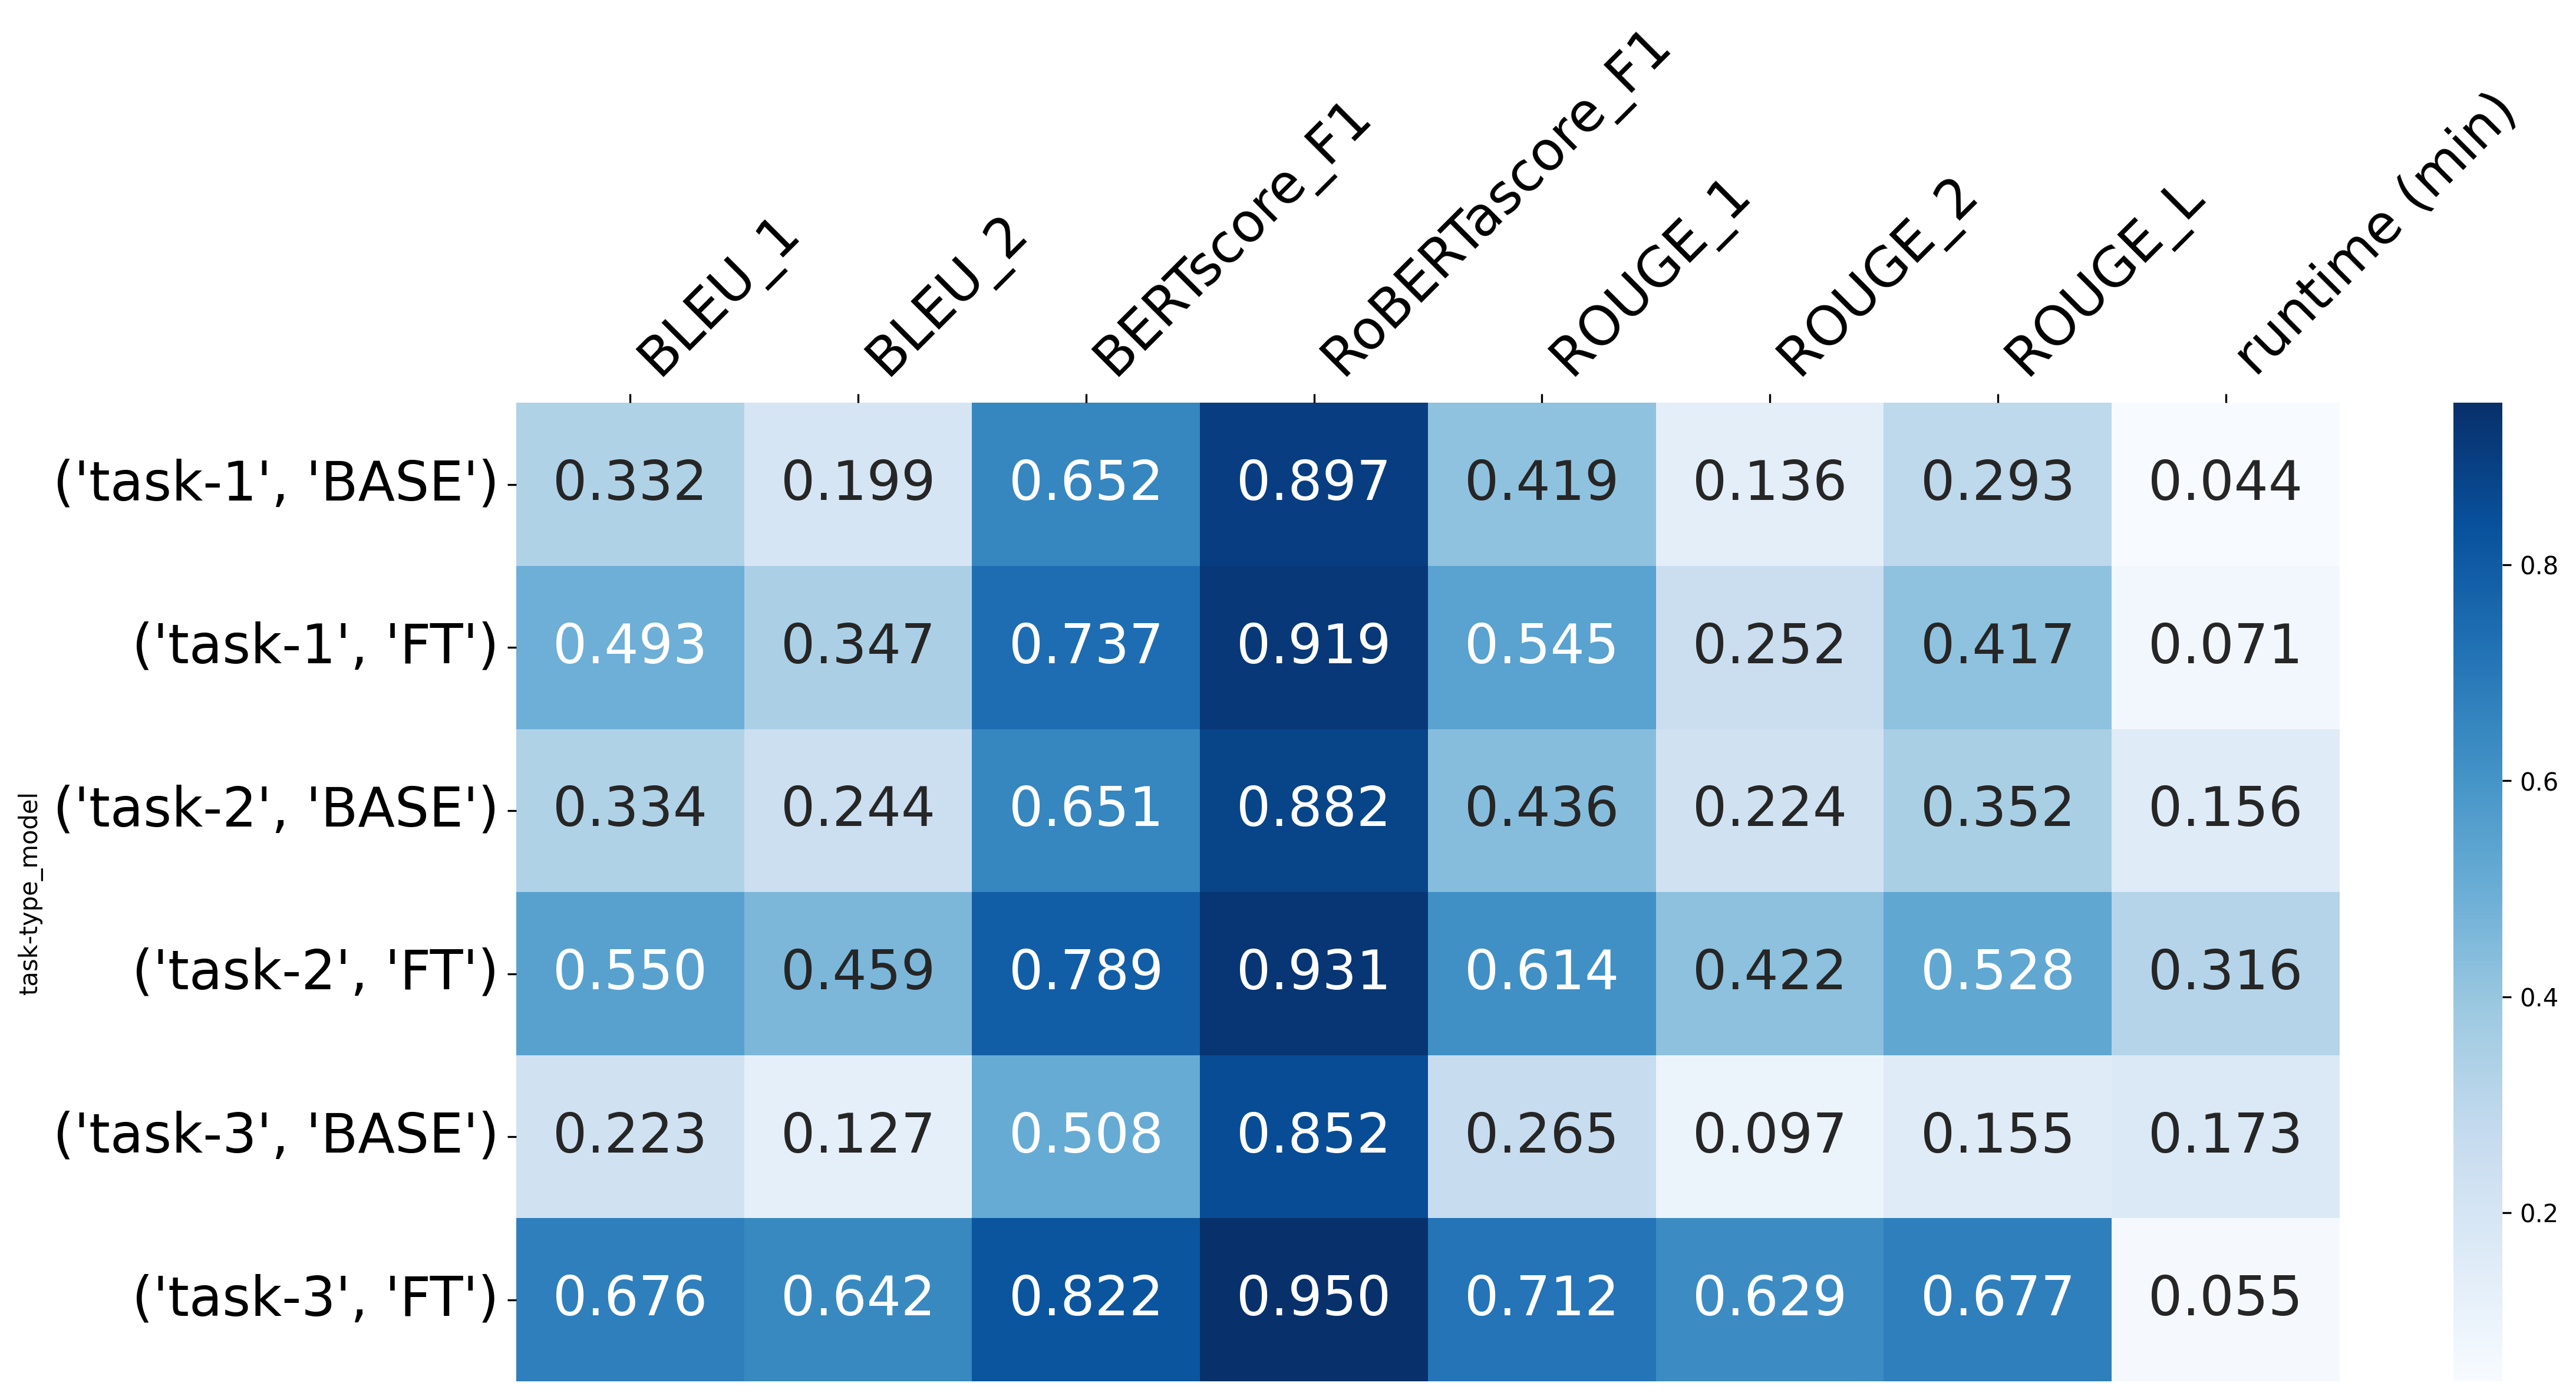 BLEU_1 BLEU_2 BERTscore_F1 RoBERTascore_F1 ROUGE_1 ROUGE_2 ROUGE_L runtime (min)
('task-1', 'BASE') 0.332 0.199 0.652 0.897 0.419 0.136 0.293 0.044
('task-1', 'FT') 0.493 0.347 0.737 0.919 0.545 0.252 0.417 0.071
('task-2', 'BASE') 0.334 0.244 0.651 0.882 0.436 0.224 0.352 0.156
('task-2', 'FT') 0.550 0.459 0.789 0.931 0.614 0.422 0.528 0.316
('task-3', 'BASE') 0.223 0.127 0.508 0.852 0.265 0.097 0.155 0.173
('task-3', 'FT') 0.676 0.642 0.822 0.950 0.712 0.629 0.677 0.055
task-type_model
0.8
0.6
0.4
0.2